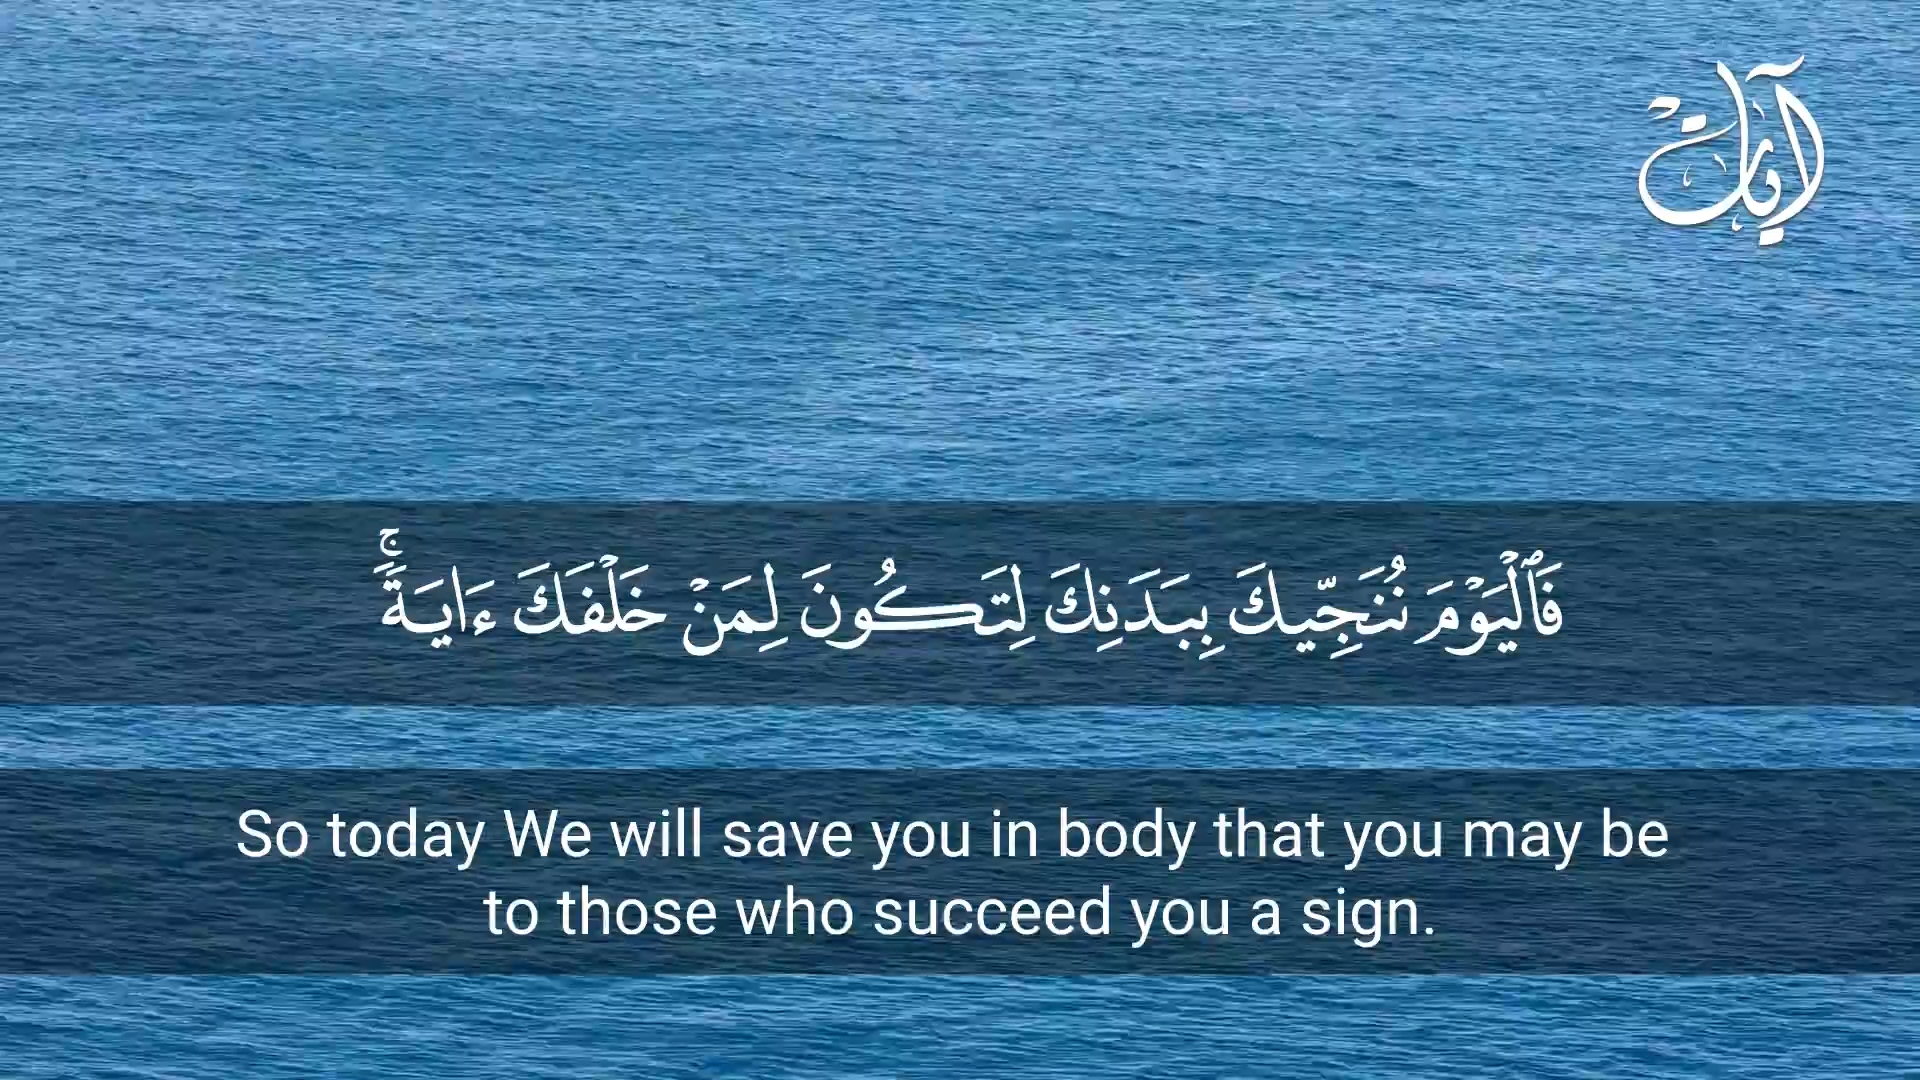 آيات
فَٱلۡيَوۡمَ نُنَجِّيكَ بِبَدَنِكَ لِتَكُونَ لِمَنۡ خَلۡفَكَ ءَايَةٗۚ
So today We will save you in body that you may be
to those who succeed you a sign.